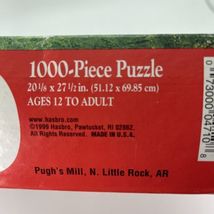 1000-Piece Puzzle
20 1/8 x 27 1/2 in. (51.12 x 69.85 cm)
AGES 12 TO ADULT
www.hasbro.com
©1999 Hasbro, Pawtucket, RI 02862.
All Rights Reserved. MADE IN U.S.A.
Pugh's Mill, N. Little Rock, AR